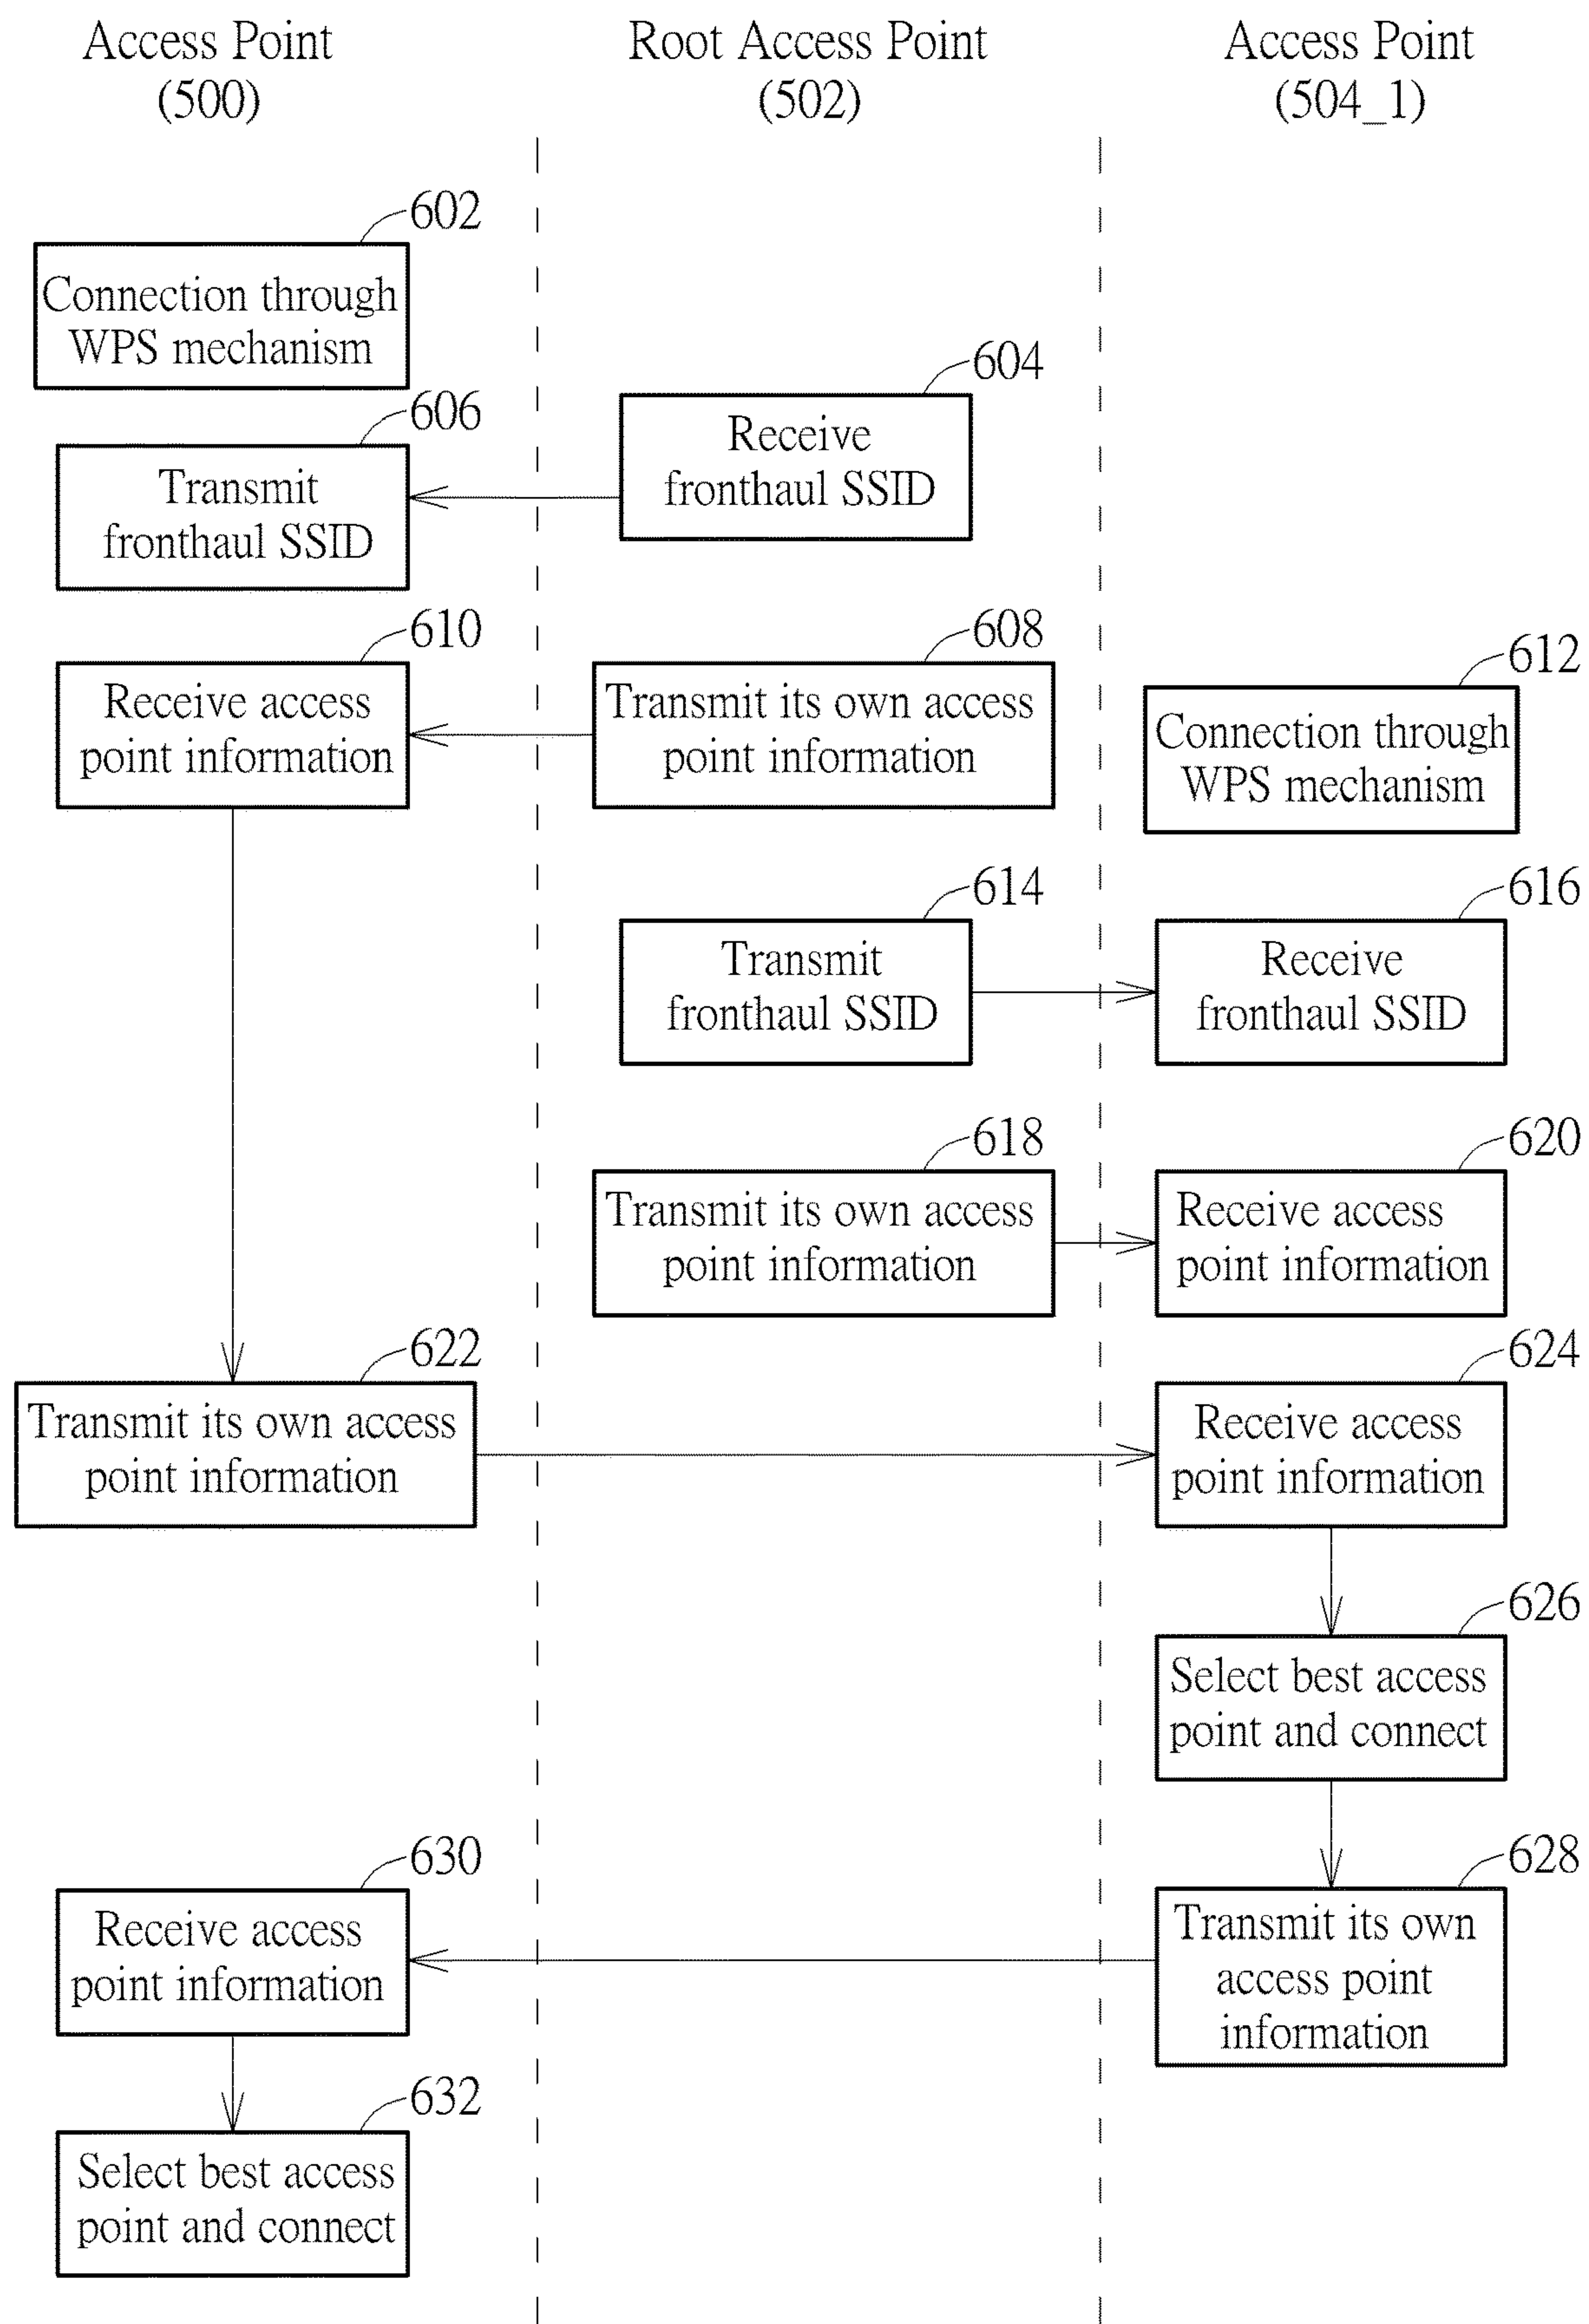 Access Point
(500)
Root Access Point
(502)
Access Point
(504_1)
602
Connection through
WPS mechanism
604
Receive
fronthaul SSID
606
Transmit
fronthaul SSID
608
Transmit its own access
point information
610
Receive access
point information
612
Connection through
WPS mechanism
614
Transmit
fronthaul SSID
616
Receive
fronthaul SSID
618
Transmit its own access
point information
620
Receive access
point information
622
Transmit its own access
point information
624
Receive access
point information
626
Select best access
point and connect
628
Transmit its own
access point
information
630
Receive access
point information
632
Select best access
point and connect